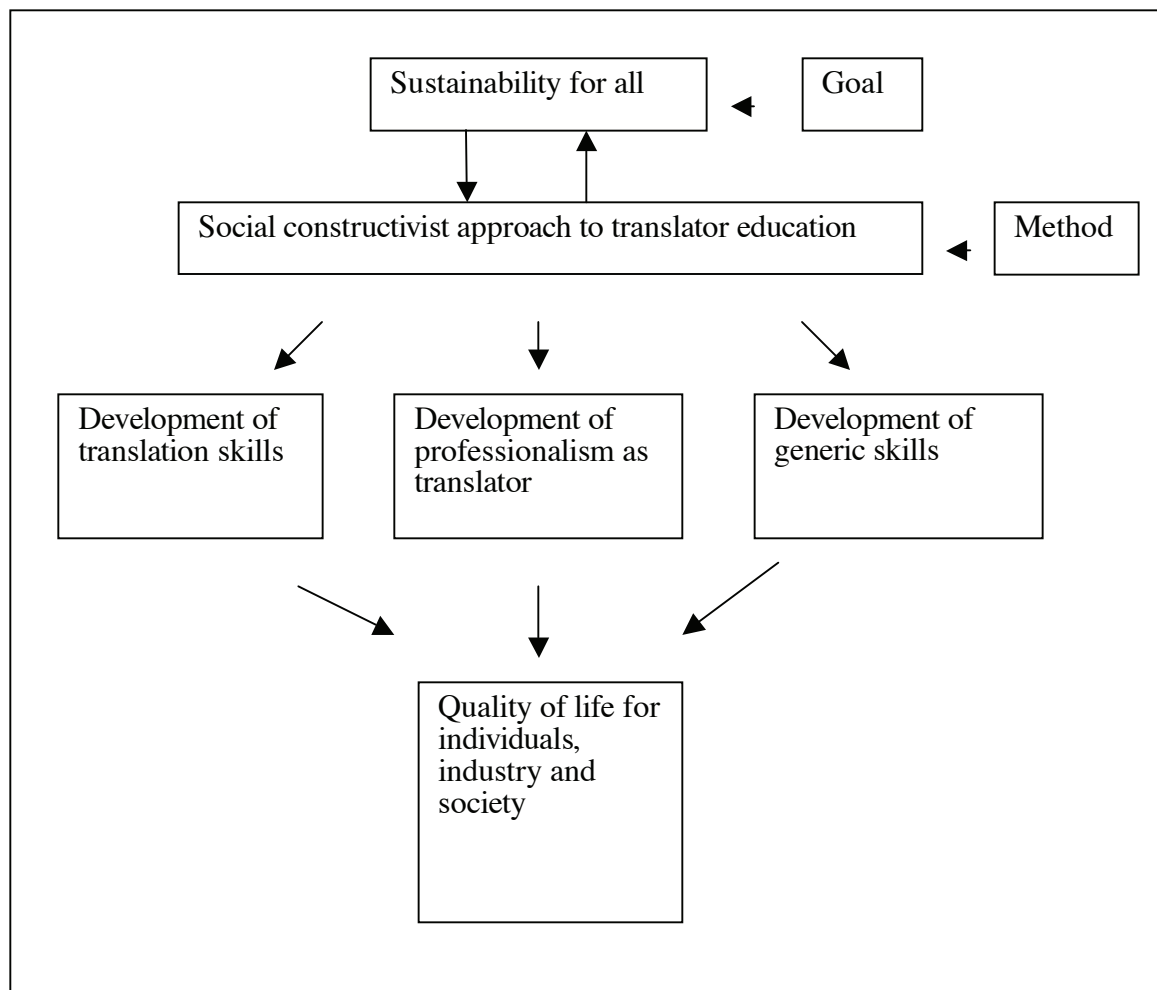 Sustainability for all
Goal
Social constructivist approach to translator education
Method
Development of
translation skills
Development of
professionalism as
translator
Development of
generic skills
Quality of life for
individuals,
industry and
society